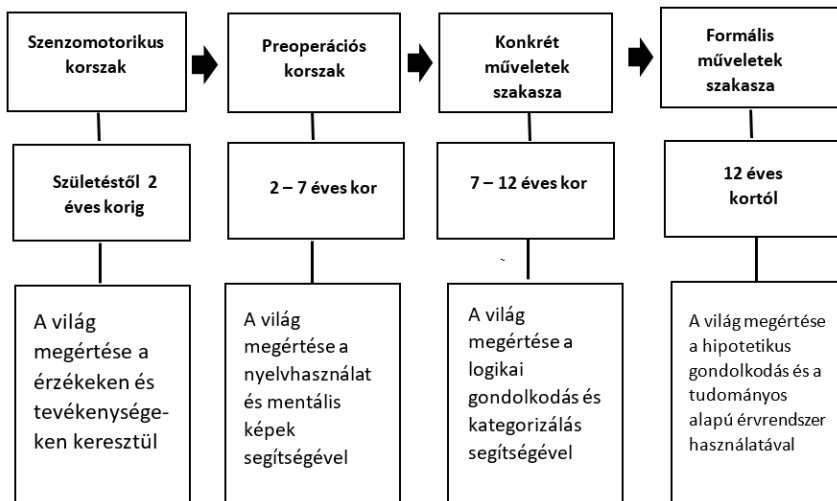 Szenzomotorikus
korszak
Preoperációs
korszak
Konkrét
műveletek
szakasza
Formális
műveletek
szakasza
Születéstől 2
éves korig
2 – 7 éves kor
7 – 12 éves kor
12 éves
kortól
A világ
megértése a
érzékeken és
tevékenysége-
ken keresztül
A világ
megértése a
nyelvhasználat
és mentális
képek
segítségével
A világ
megértése a
logikai
gondolkodás és
kategorizálás
segítségével
A világ megértése
a hipotetikus
gondolkodás és a
tudományos
alapú érvrendszer
használatával